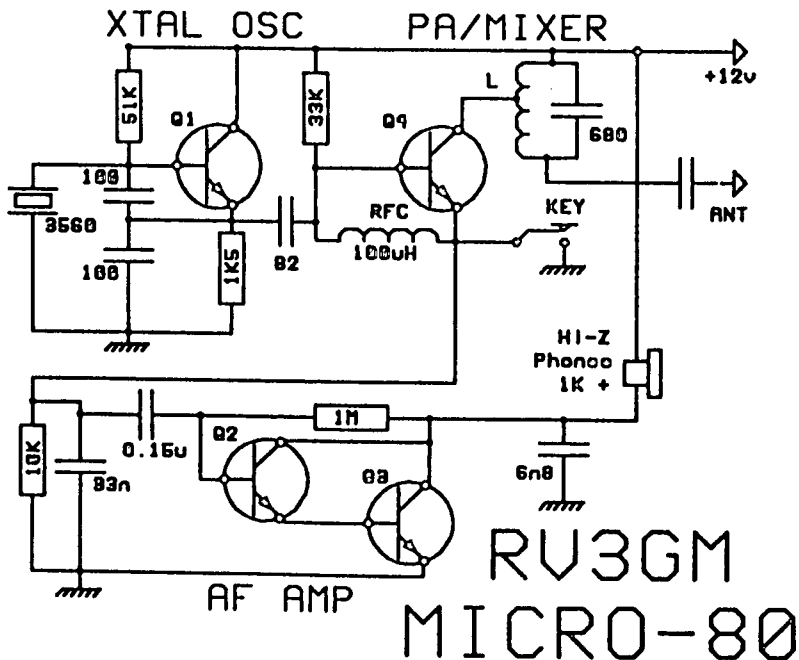 XTAL OSC
PA/MIXER
+12v
51K
Q1
33K
Q4
L
680
100
3560
100
1K5
82
RFC
100uH
KEY
ANT
HI-Z
Phones
1K +
1M
0.15u
Q2
Q3
10K
33n
6n8
AF AMP
RV3GM
MICRO-80